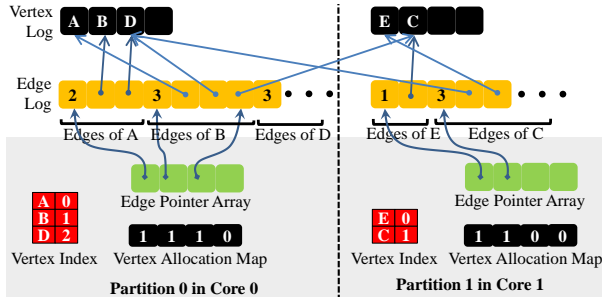 Vertex Log
A B D
E C
Edge Log
2 3 3 • • •
1 3 • • •
Edges of A
Edges of B
Edges of D
Edges of E
Edges of C
Edge Pointer Array
Edge Pointer Array
A 0
B 1
D 2
Vertex Index
1 1 1 0
Vertex Allocation Map
E 0
C 1
Vertex Index
1 1 0 0
Vertex Allocation Map
Partition 0 in Core 0
Partition 1 in Core 1